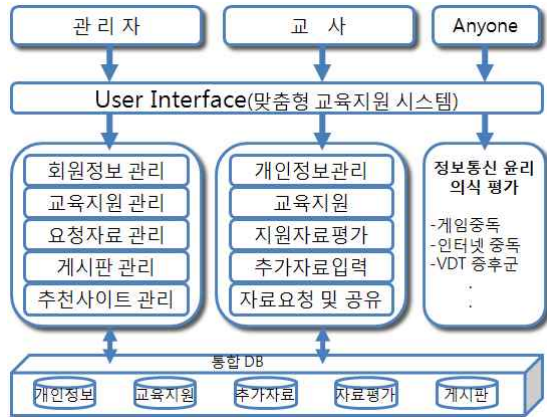 관 리 자
교 사
Anyone
User Interface(맞춤형 교육지원 시스템)
회원정보 관리
교육지원 관리
요청자료 관리
게시판 관리
추천사이트 관리
개인정보관리
교육지원
지원자료평가
추가자료입력
자료요청 및 공유
정보통신 윤리
의식 평가
-게임중독
-인터넷 중독
-VDT 증후군
.
.
통합 DB
개인정보
교육지원
추가자료
자료평가
게시판